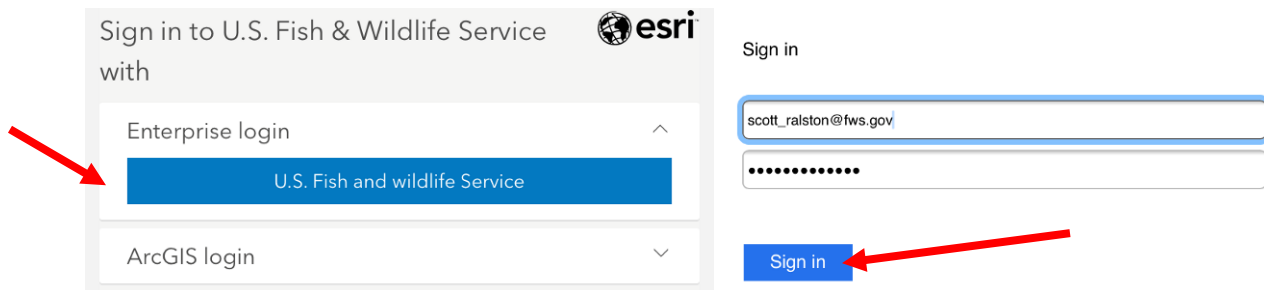 Sign in to U.S. Fish & Wildlife Service
with
esri
Enterprise login
U.S. Fish and wildlife Service
ArcGIS login
Sign in
scott_ralston@fws.gov
•••••••••••••
Sign in